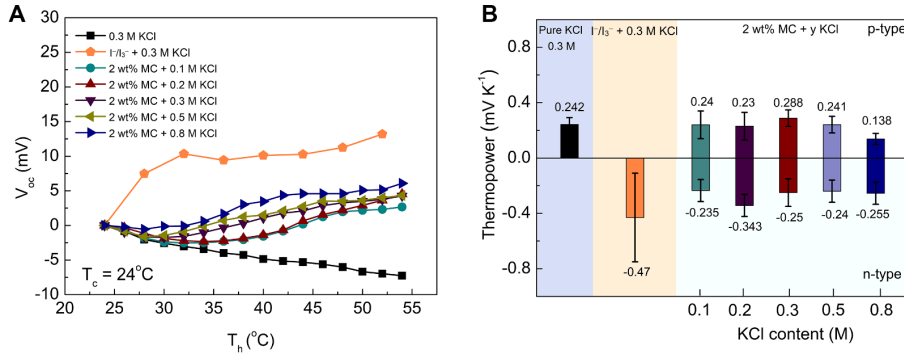 A
30
25
20
15
10
5
0
-5
-10
V_oc (mV)
0.3 M KCl
I⁻/I₃⁻ + 0.3 M KCl
2 wt% MC + 0.1 M KCl
2 wt% MC + 0.2 M KCl
2 wt% MC + 0.3 M KCl
2 wt% MC + 0.5 M KCl
2 wt% MC + 0.8 M KCl
T_c = 24°C
20 25 30 35 40 45 50 55
T_h (°C)
B
Thermopower (mV K⁻¹)
0.8
0.4
0.0
-0.4
-0.8
Pure KCl
0.3 M
I⁻/I₃⁻ + 0.3 M KCl
2 wt% MC + y KCl
p-type
0.242
0.24
0.23
0.288
0.241
0.138
-0.47
-0.235
-0.343
-0.25
-0.24
-0.255
n-type
0.1 0.2 0.3 0.5 0.8
KCl content (M)